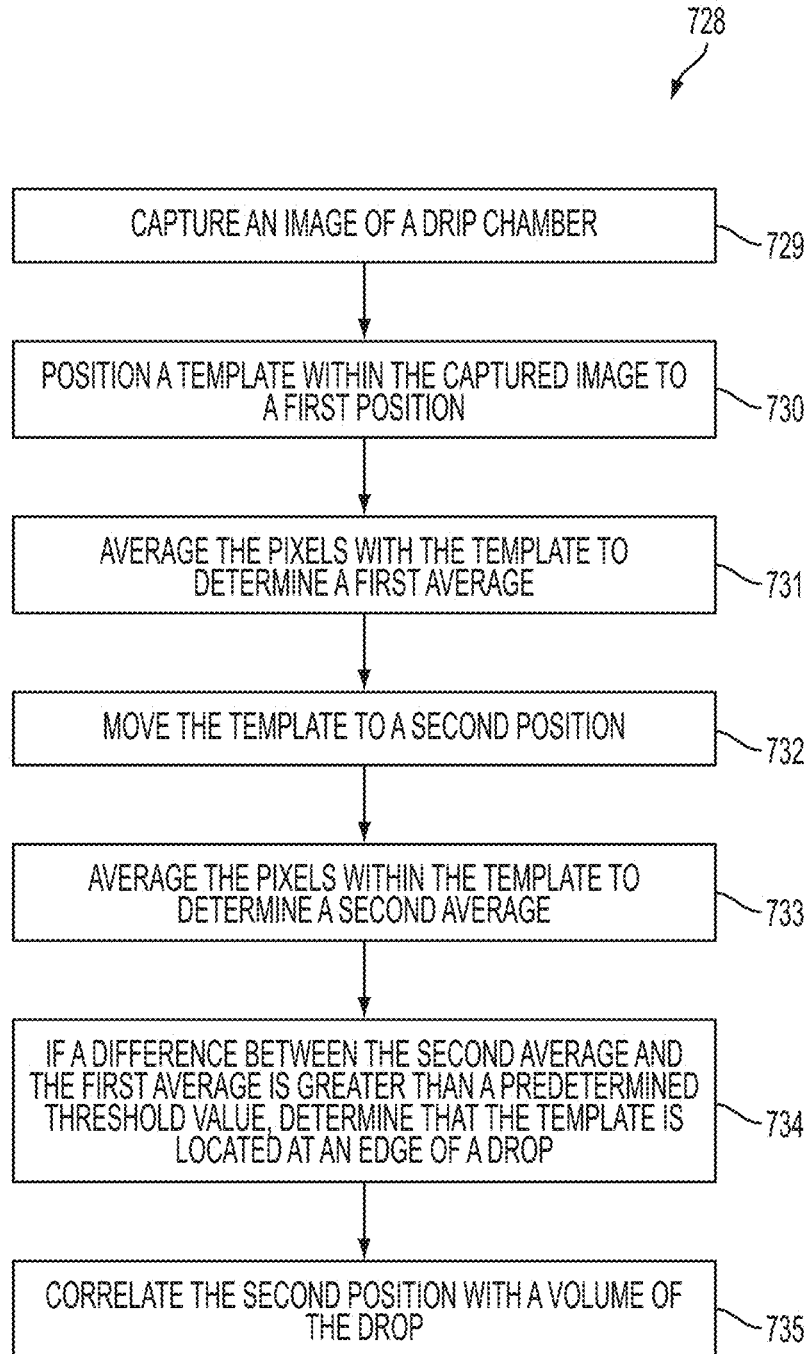 728
CAPTURE AN IMAGE OF A DRIP CHAMBER
729
POSITION A TEMPLATE WITHIN THE CAPTURED IMAGE TO
A FIRST POSITION
730
AVERAGE THE PIXELS WITH THE TEMPLATE TO
DETERMINE A FIRST AVERAGE
731
MOVE THE TEMPLATE TO A SECOND POSITION
732
AVERAGE THE PIXELS WITHIN THE TEMPLATE TO
DETERMINE A SECOND AVERAGE
733
IF A DIFFERENCE BETWEEN THE SECOND AVERAGE AND
THE FIRST AVERAGE IS GREATER THAN A PREDETERMINED
THRESHOLD VALUE, DETERMINE THAT THE TEMPLATE IS
LOCATED AT AN EDGE OF A DROP
734
CORRELATE THE SECOND POSITION WITH A VOLUME OF
THE DROP
735